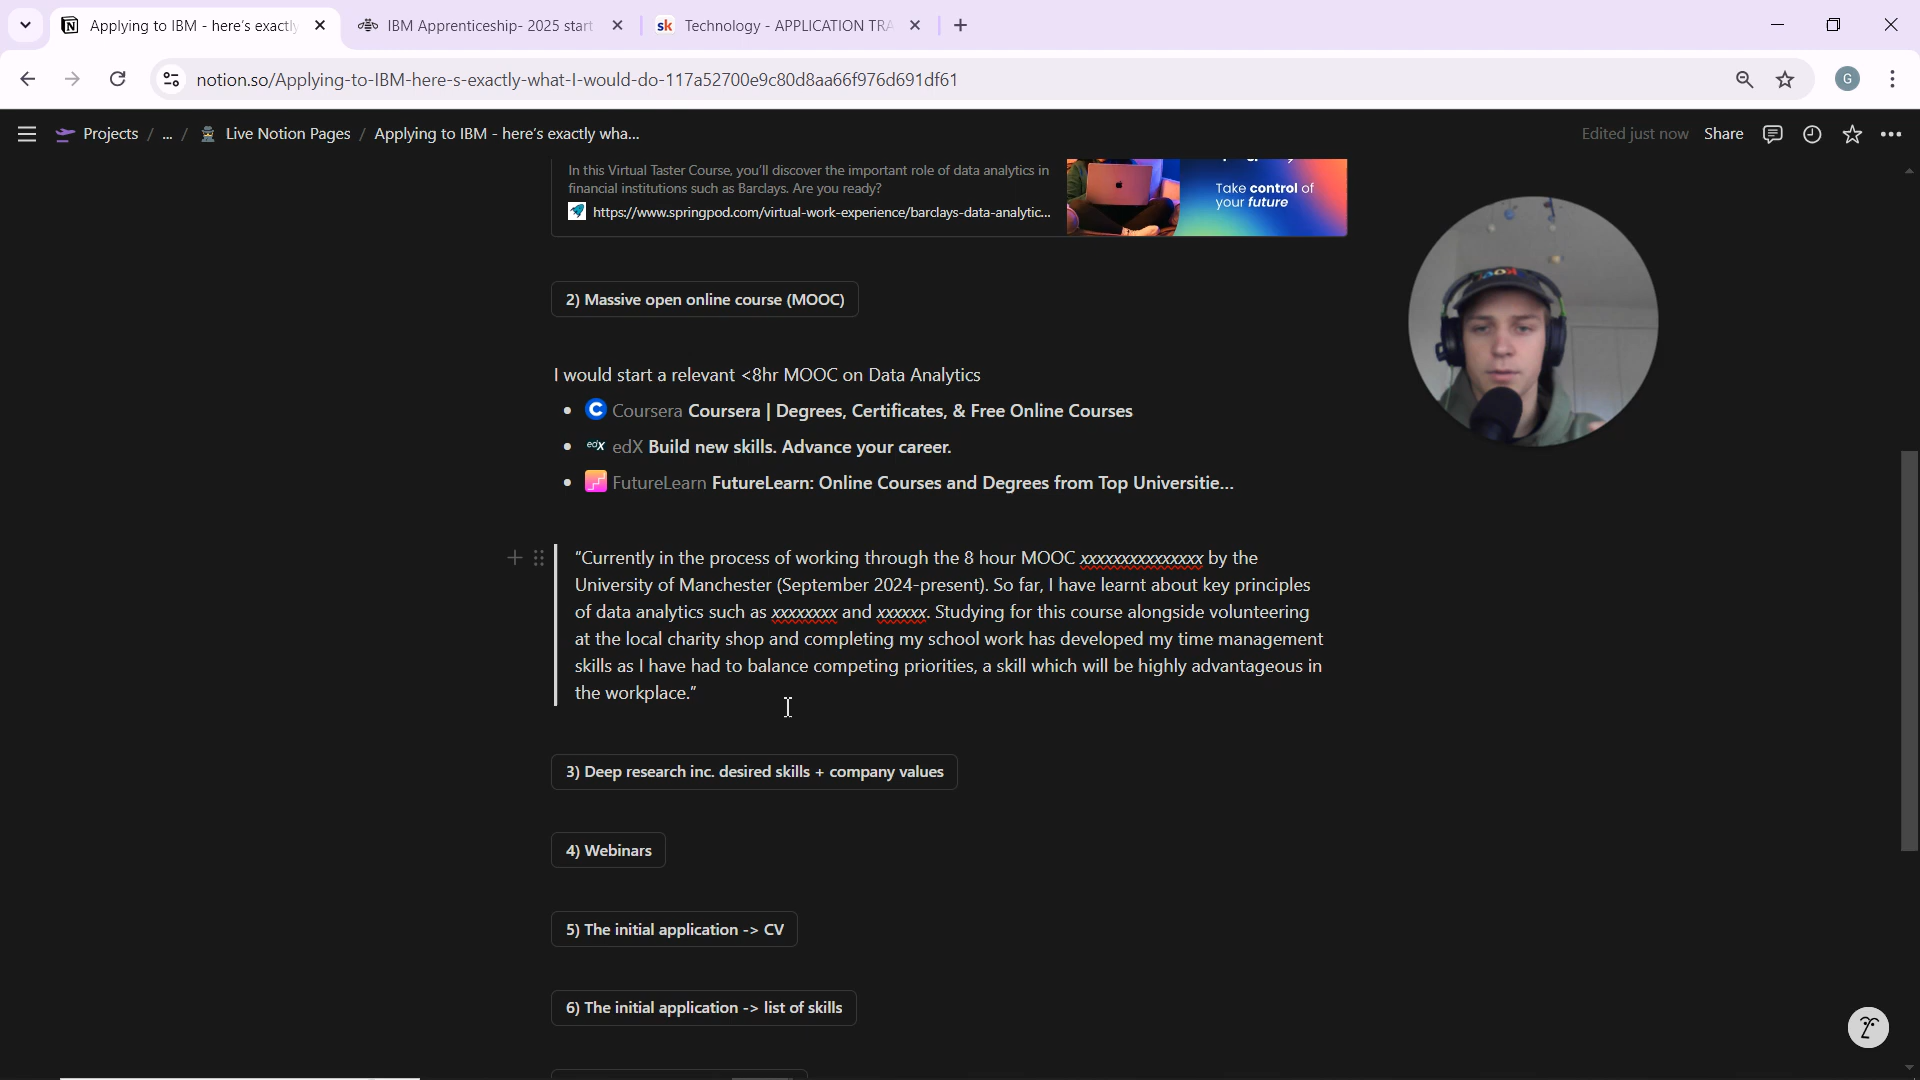 Applying to IBM - here's exactly
IBM Apprenticeship- 2025 start
sk
Technology - APPLICATION TRA
notion.so/Applying-to-IBM-here-s-exactly-what-I-would-do-117a52700e9c80d8aa66f976d691df61
G
Projects / ... / Live Notion Pages / Applying to IBM - here's exactly wha...
Edited just now
Share
In this Virtual Taster Course, you'll discover the important role of data analytics in
financial institutions such as Barclays. Are you ready?
https://www.springpod.com/virtual-work-experience/barclays-data-analytic...
Take control of
your future
2) Massive open online course (MOOC)
I would start a relevant <8hr MOOC on Data Analytics
• Coursera Coursera | Degrees, Certificates, & Free Online Courses
• edX edX Build new skills. Advance your career.
• FutureLearn FutureLearn: Online Courses and Degrees from Top Universitie...
"Currently in the process of working through the 8 hour MOOC xxxxxxxxxxxxxxx by the
University of Manchester (September 2024-present). So far, I have learnt about key principles
of data analytics such as xxxxxxxx and xxxxxx. Studying for this course alongside volunteering
at the local charity shop and completing my school work has developed my time management
skills as I have had to balance competing priorities, a skill which will be highly advantageous in
the workplace."
3) Deep research inc. desired skills + company values
4) Webinars
5) The initial application -> CV
6) The initial application -> list of skills